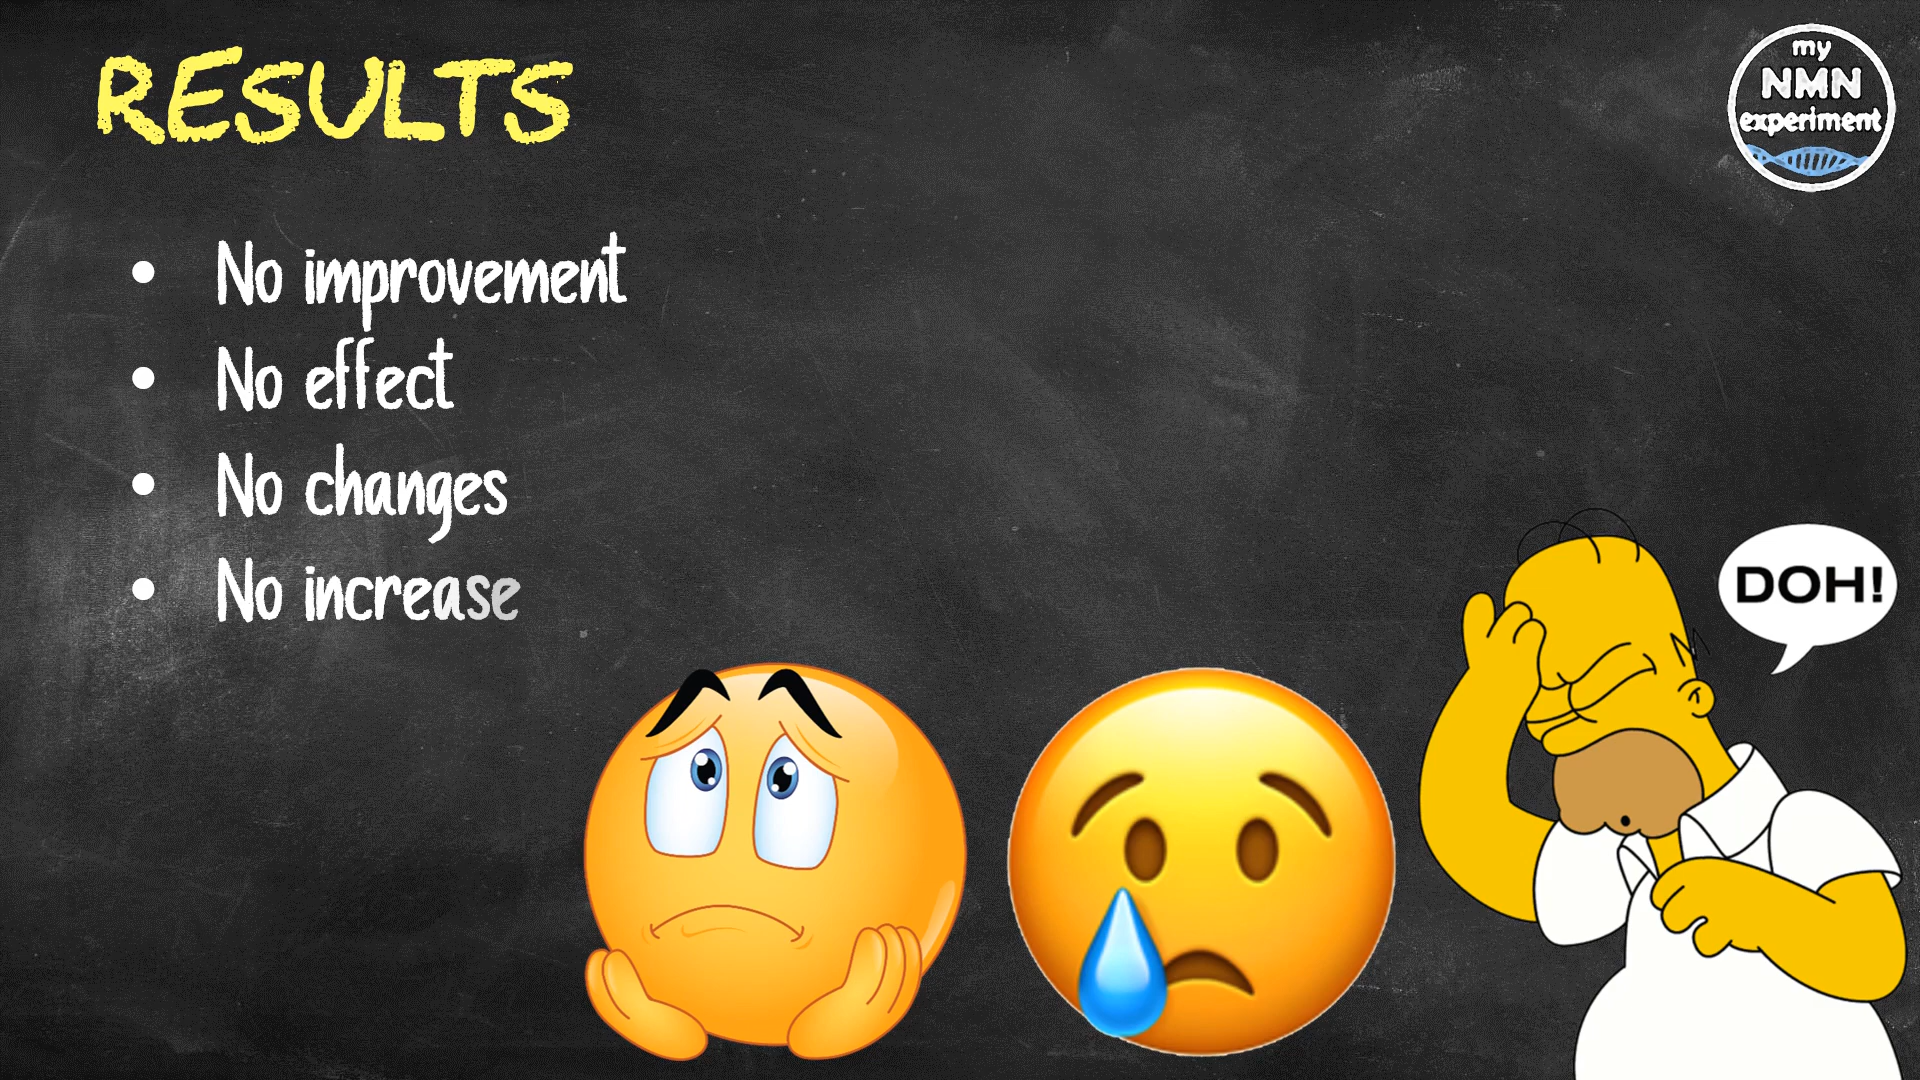 RESULTS
my
NMN
experiment
• No improvement
• No effect
• No changes
• No increase
DOH!